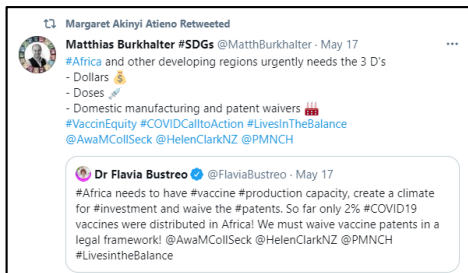 Margaret Akinyi Atieno Retweeted
Matthias Burkhalter #SDGs @MatthBurkhalter · May 17
#Africa and other developing regions urgently needs the 3 D's
- Dollars 💰
- Doses 💉
- Domestic manufacturing and patent waivers 🏭
#VaccinEquity #COVIDCalltoAction #LivesInTheBalance
@AwaMCollSeck @HelenClarkNZ @PMNCH
Dr Flavia Bustreo @FlaviaBustreo · May 17
#Africa needs to have #vaccine #production capacity, create a climate
for #investment and waive the #patents. So far only 2% #COVID19
vaccines were distributed in Africa! We must waive vaccine patents in a
legal framework! @AwaMCollSeck @HelenClarkNZ @PMNCH
#LivesintheBalance